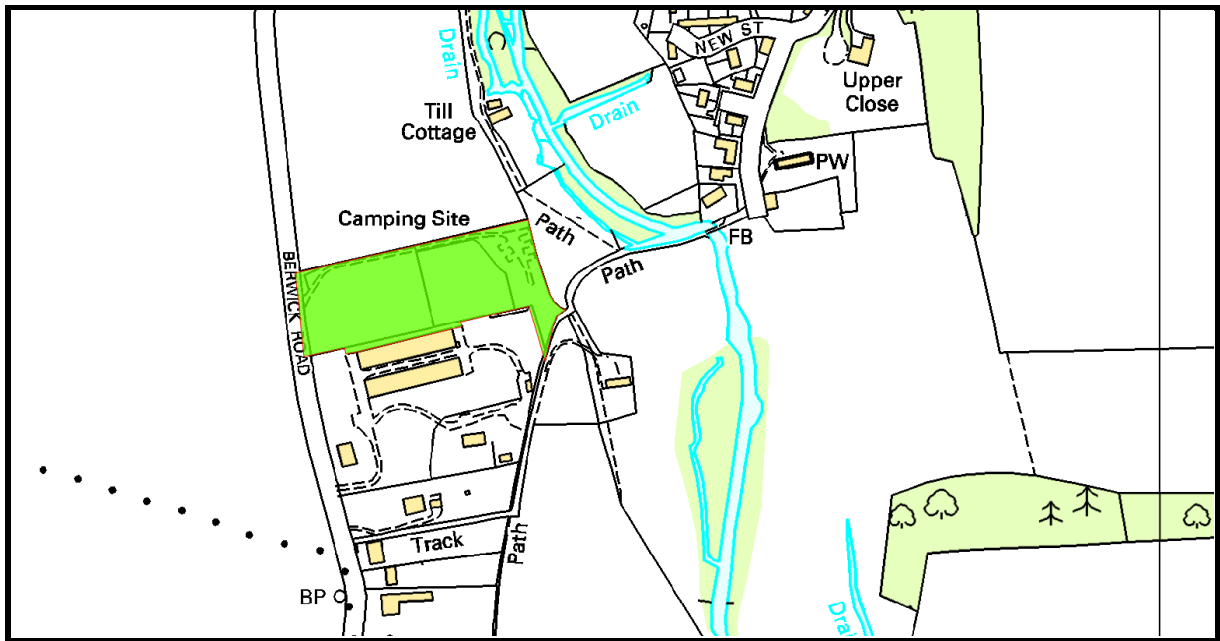 Drain
NEW ST
Upper
Close
Till
Cottage
Drain
PW
Camping Site
Path
FB
Path
BERWICK ROAD
Track
Path
BP
Drai